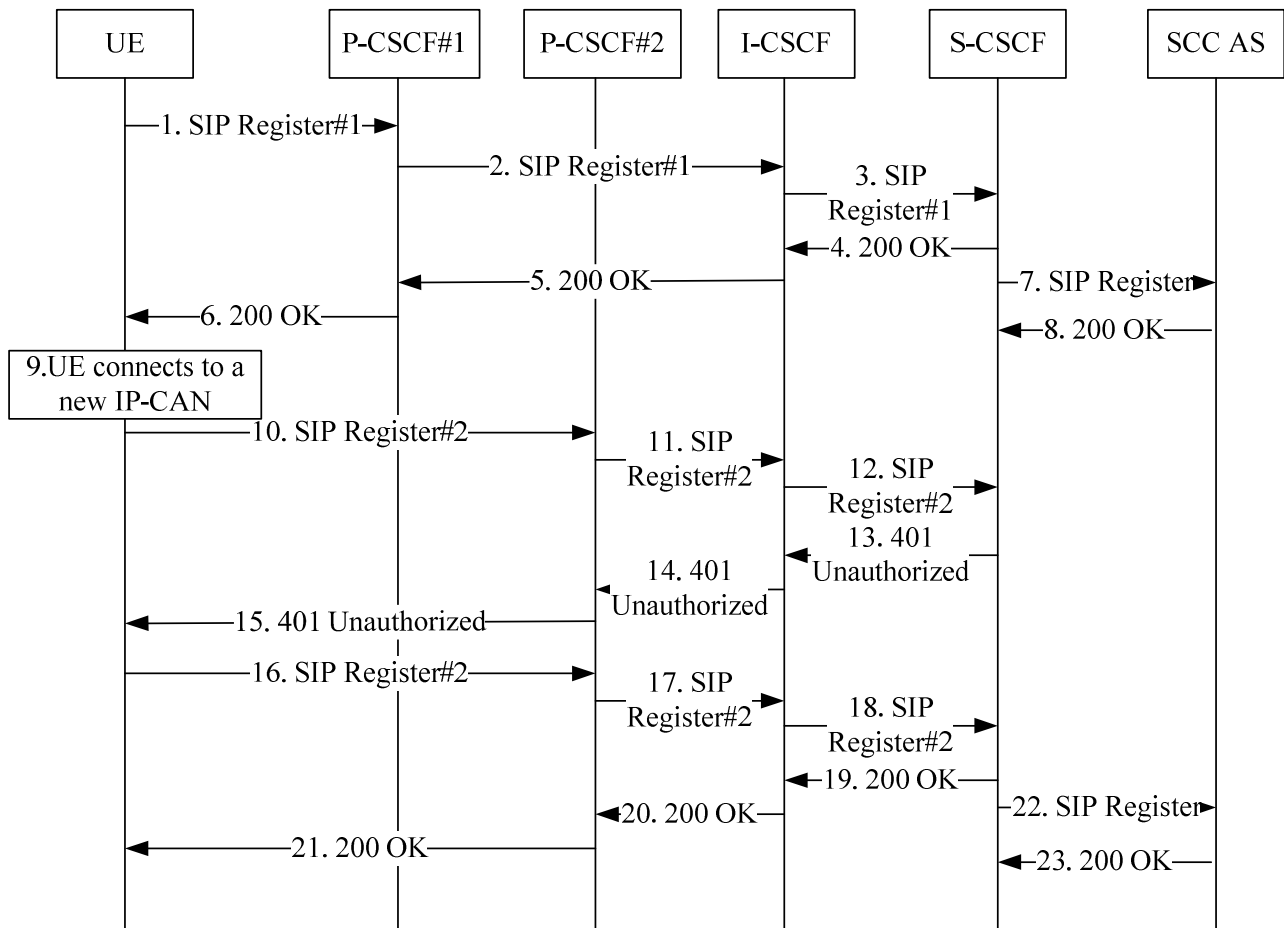 UE
P-CSCF#1
P-CSCF#2
I-CSCF
S-CSCF
SCC AS
1. SIP Register#1
2. SIP Register#1
3. SIP
Register#1
4. 200 OK
5. 200 OK
7. SIP Register
6. 200 OK
8. 200 OK
9.UE connects to a
new IP-CAN
10. SIP Register#2
11. SIP
Register#2
12. SIP
Register#2
13. 401
Unauthorized
14. 401
Unauthorized
15. 401 Unauthorized
16. SIP Register#2
17. SIP
Register#2
18. SIP
Register#2
19. 200 OK
20. 200 OK
22. SIP Register
21. 200 OK
23. 200 OK